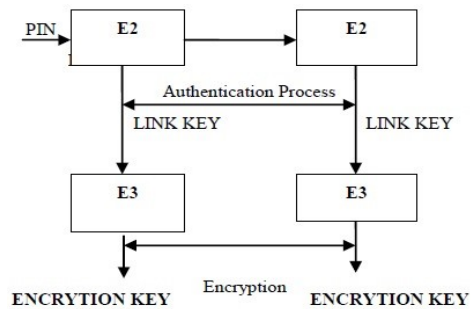 PIN
E2
E2
Authentication Process
LINK KEY
LINK KEY
E3
E3
Encryption
ENCRYTION KEY
ENCRYTION KEY